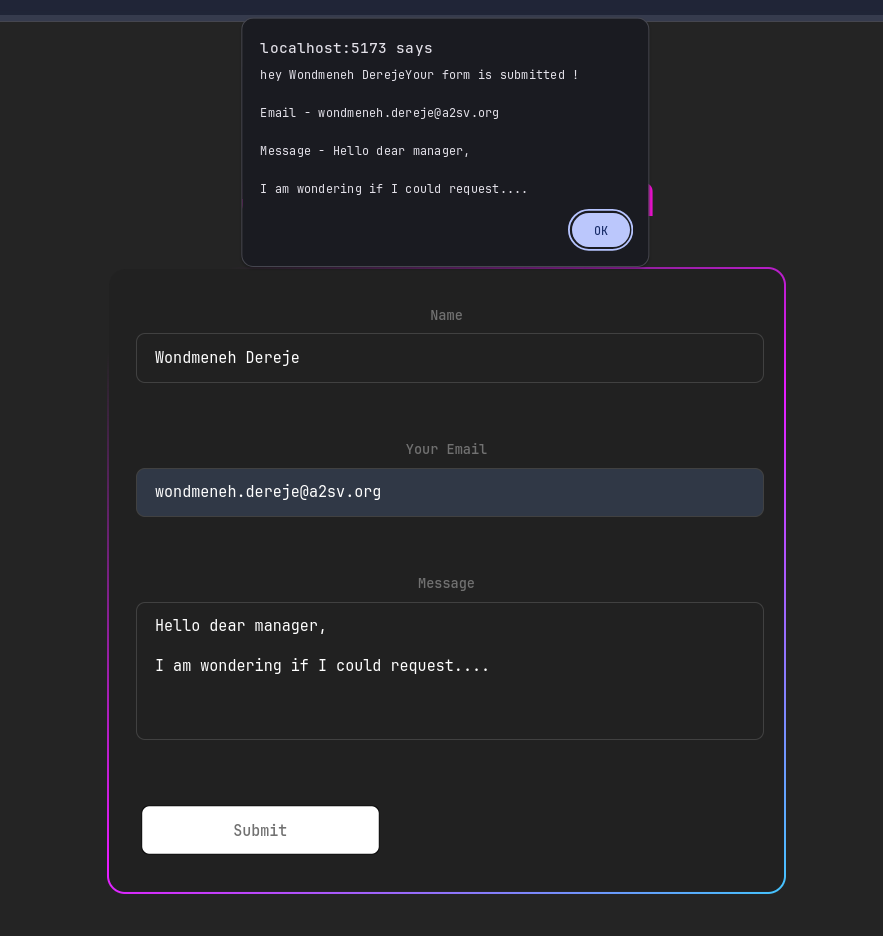 localhost:5173 says
hey Wondmeneh DerejeYour form is submitted !
Email - wondmeneh.dereje@a2sv.org
Message - Hello dear manager,
I am wondering if I could request....
OK
Name
Wondmeneh Dereje
Your Email
wondmeneh.dereje@a2sv.org
Message
Hello dear manager,
I am wondering if I could request....
Submit